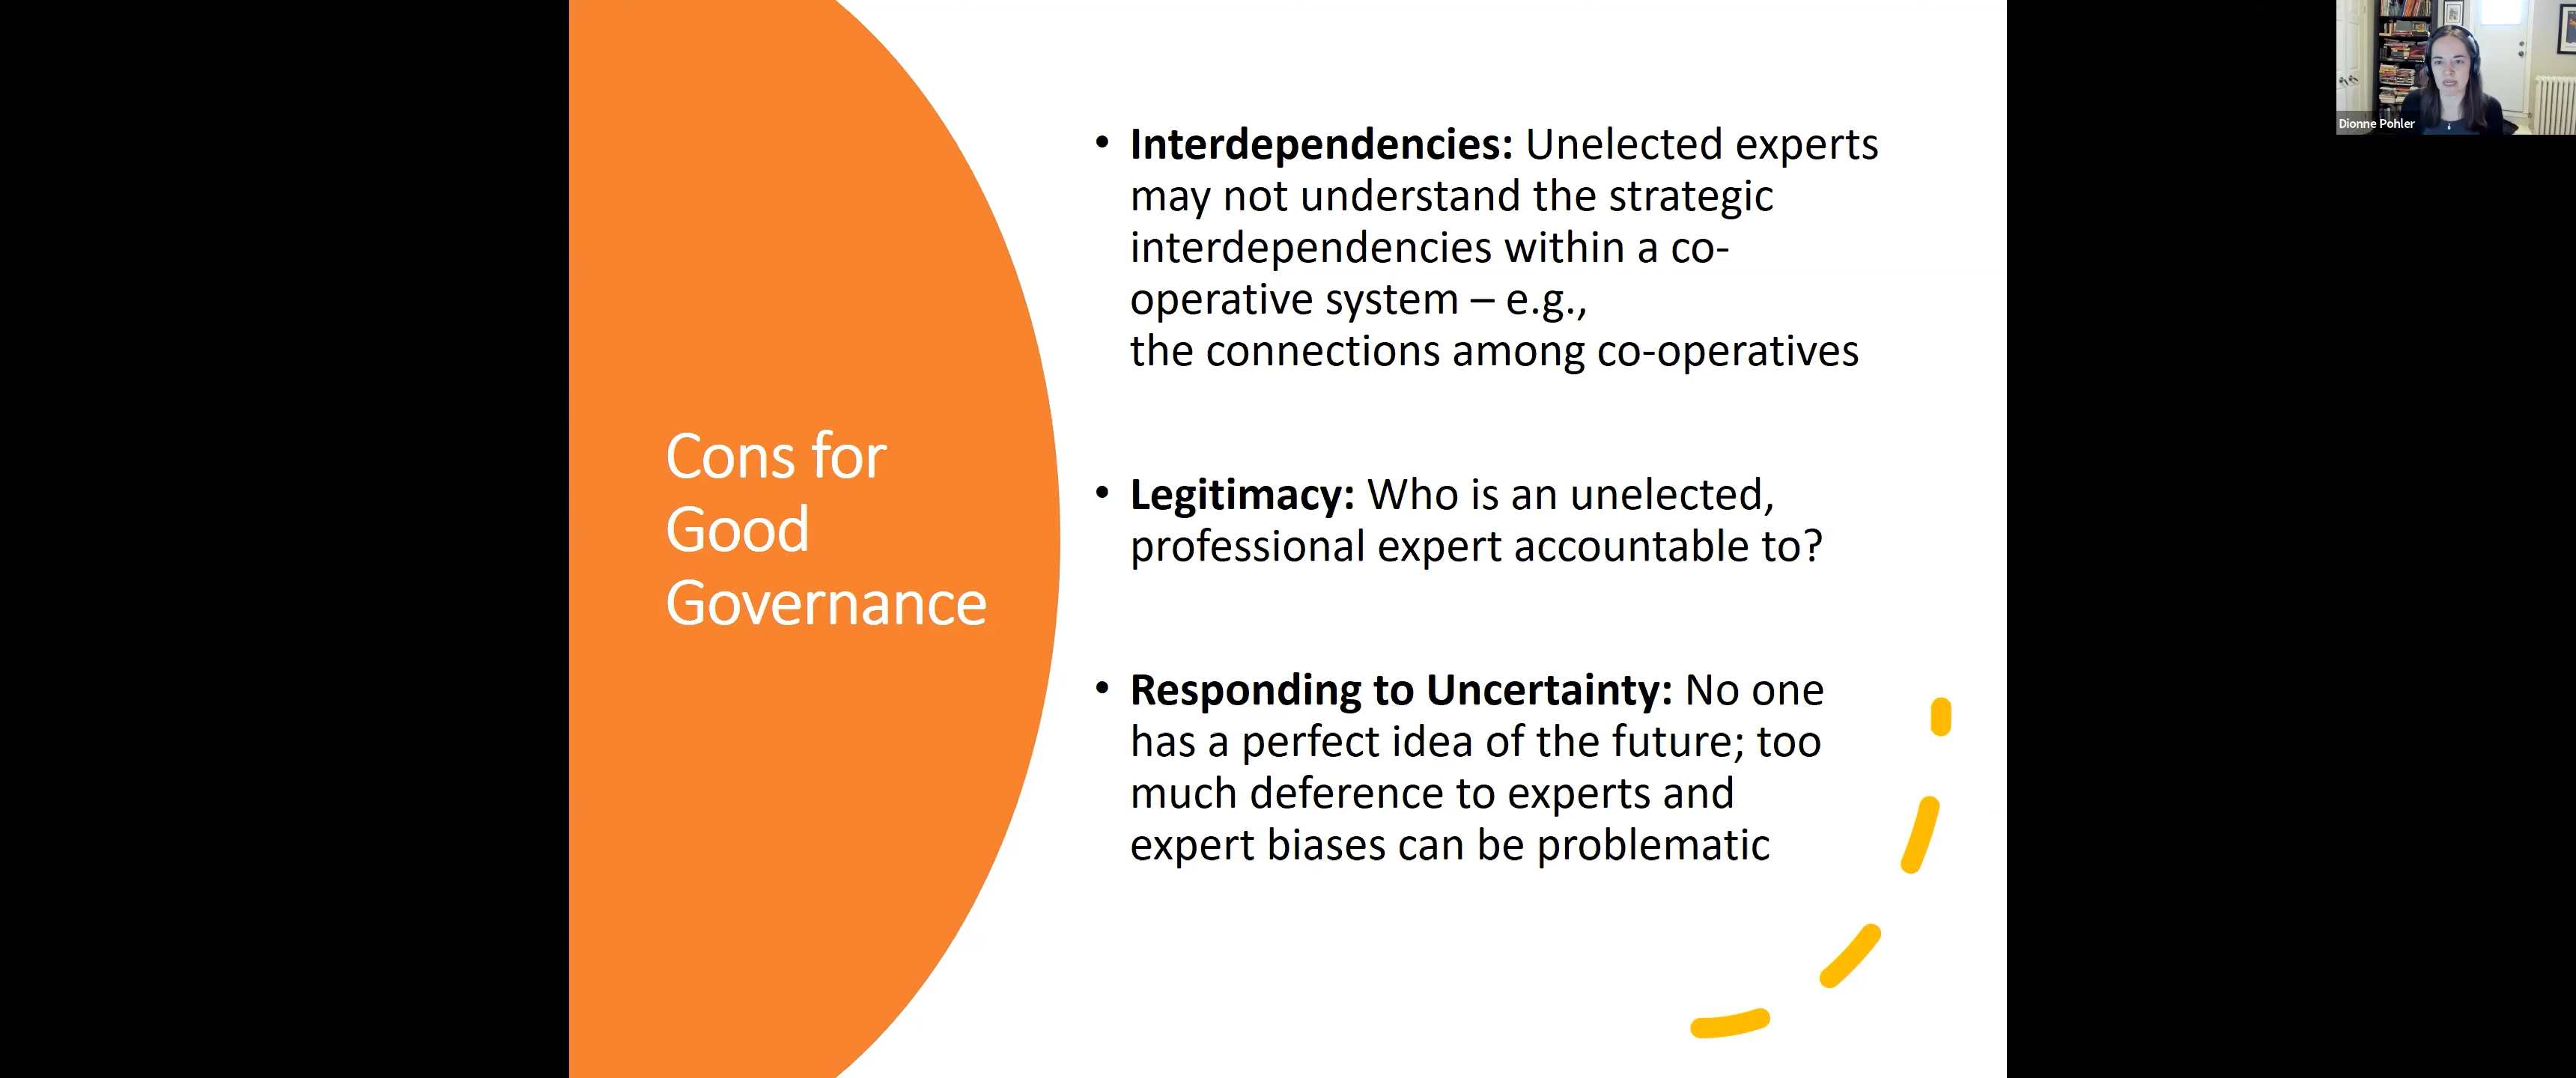 Cons for
Good
Governance
• Interdependencies: Unelected experts
may not understand the strategic
interdependencies within a co-
operative system – e.g.,
the connections among co-operatives
• Legitimacy: Who is an unelected,
professional expert accountable to?
• Responding to Uncertainty: No one
has a perfect idea of the future; too
much deference to experts and
expert biases can be problematic
Dionne Pohler